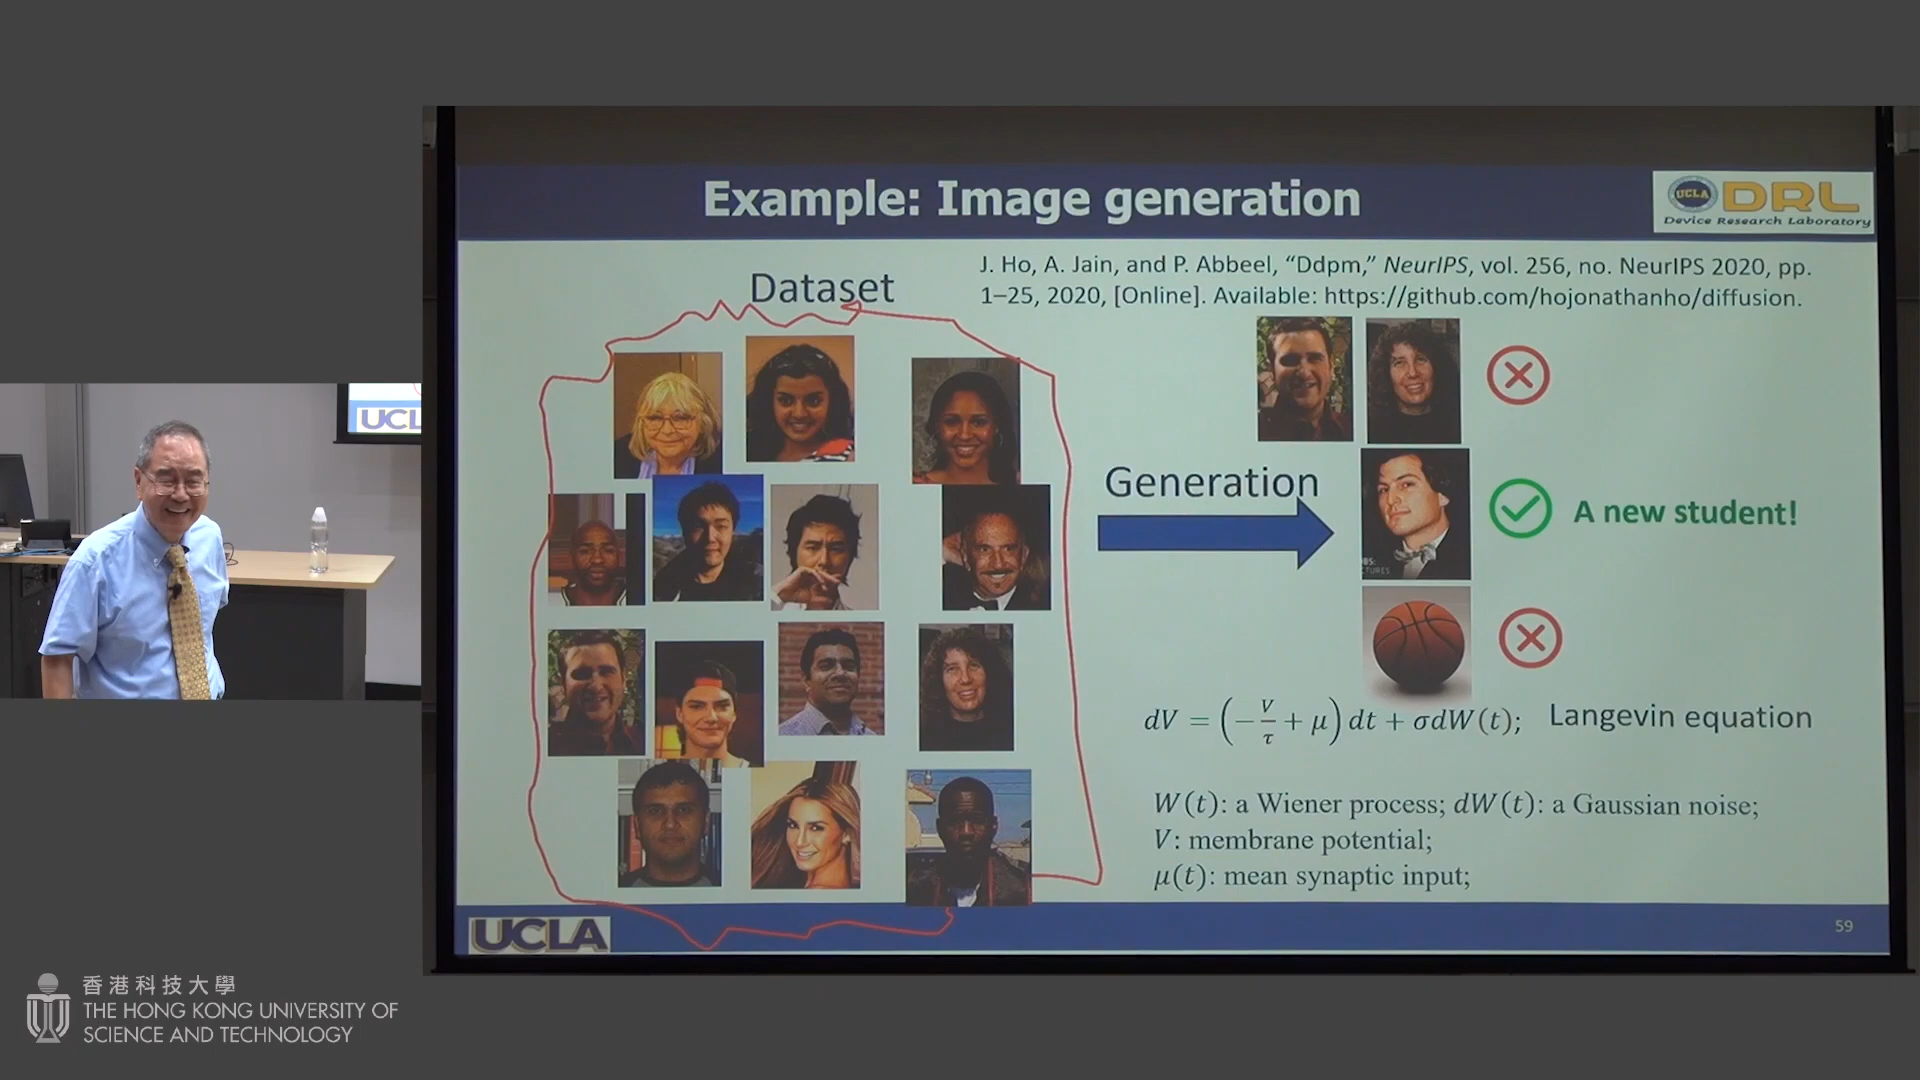 Example: Image generation
UCLA
DRL
Device Research Laboratory
Dataset
J. Ho, A. Jain, and P. Abbeel, “Ddpm,” NeurIPS, vol. 256, no. NeurIPS 2020, pp.
1–25, 2020, [Online]. Available: https://github.com/hojonathanho/diffusion.
Generation
A new student!
dV = (−V/τ + μ) dt + σdW(t); Langevin equation
W(t): a Wiener process; dW(t): a Gaussian noise;
V: membrane potential;
μ(t): mean synaptic input;
UCLA
59
UCL
香港科技大學
THE HONG KONG UNIVERSITY OF
SCIENCE AND TECHNOLOGY